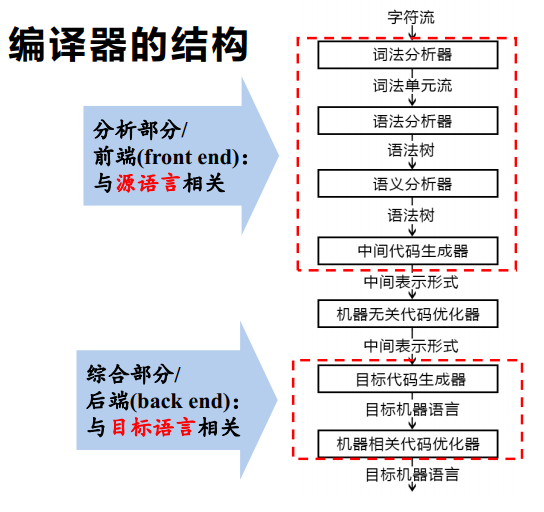 编译器的结构
字符流
词法分析器
词法单元流
语法分析器
语法树
语义分析器
语法树
中间代码生成器
中间表示形式
机器无关代码优化器
中间表示形式
目标代码生成器
目标机器语言
机器相关代码优化器
目标机器语言
分析部分/
前端(front end)：
与源语言相关
综合部分/
后端(back end)：
与目标语言相关